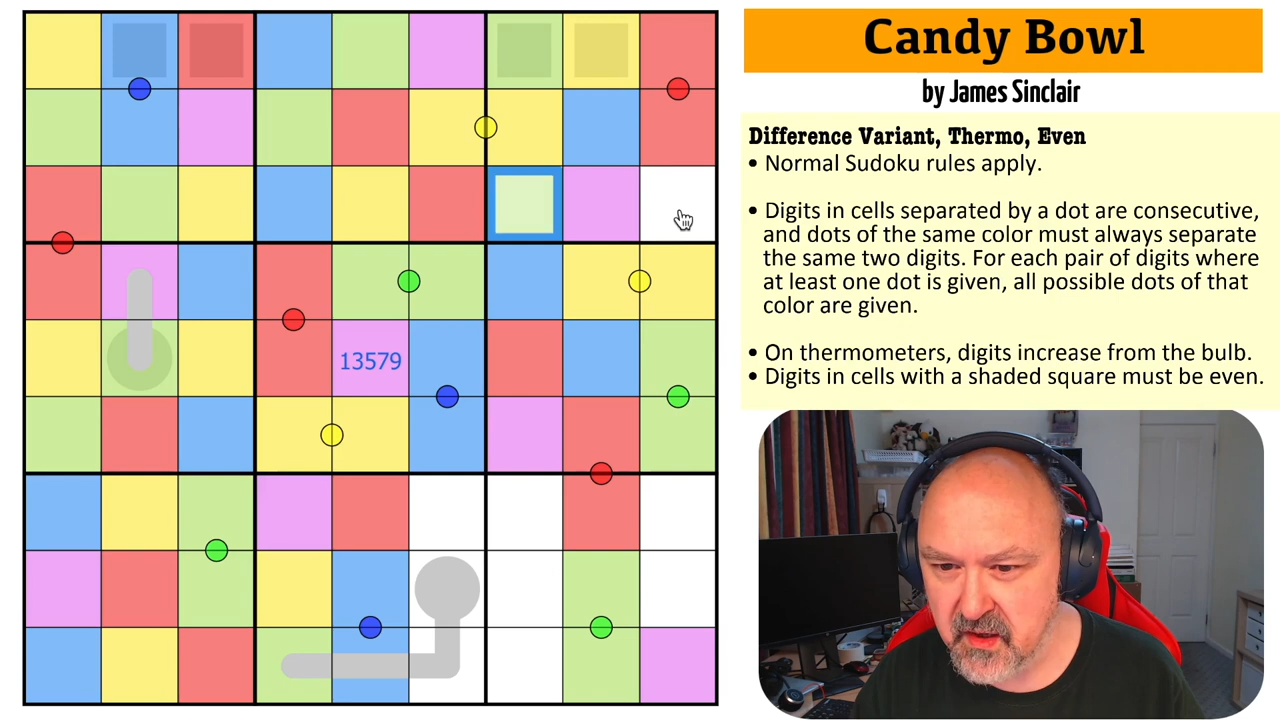 Candy Bowl
by James Sinclair
Difference Variant, Thermo, Even
• Normal Sudoku rules apply.
• Digits in cells separated by a dot are consecutive,
and dots of the same color must always separate
the same two digits. For each pair of digits where
at least one dot is given, all possible dots of that
color are given.
• On thermometers, digits increase from the bulb.
• Digits in cells with a shaded square must be even.
13579